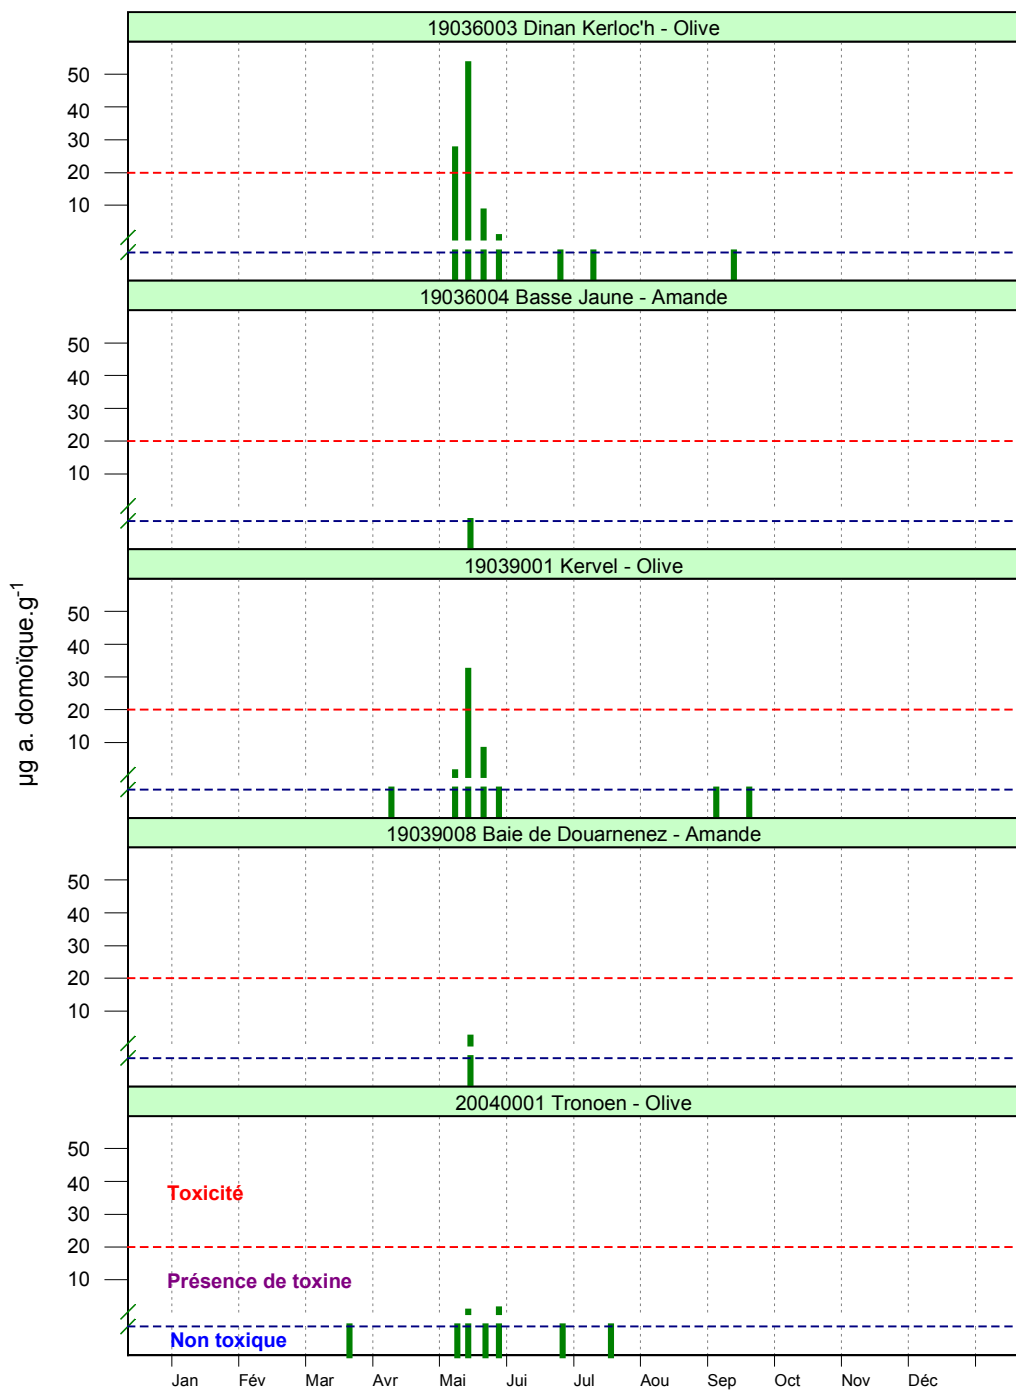 19036003 Dinan Kerloc'h - Olive
50
40
30
20
10
19036004 Basse Jaune - Amande
50
40
30
20
10
19039001 Kervel - Olive
50
40
30
20
10
µg a. domoïque.g-1
19039008 Baie de Douarnenez - Amande
50
40
30
20
10
20040001 Tronoen - Olive
50
40
30
20
10
Toxicité
Présence de toxine
Non toxique
Jan Fév Mar Avr Mai Jui Jul Aou Sep Oct Nov Déc